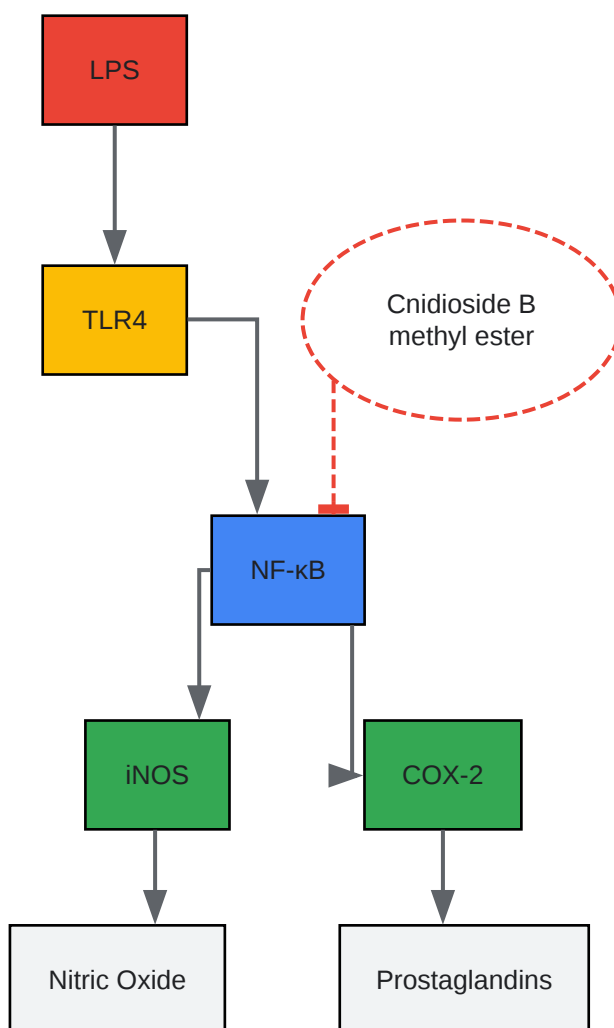 LPS
TLR4
Cnidioside B
methyl ester
NF-κB
iNOS
COX-2
Nitric Oxide
Prostaglandins